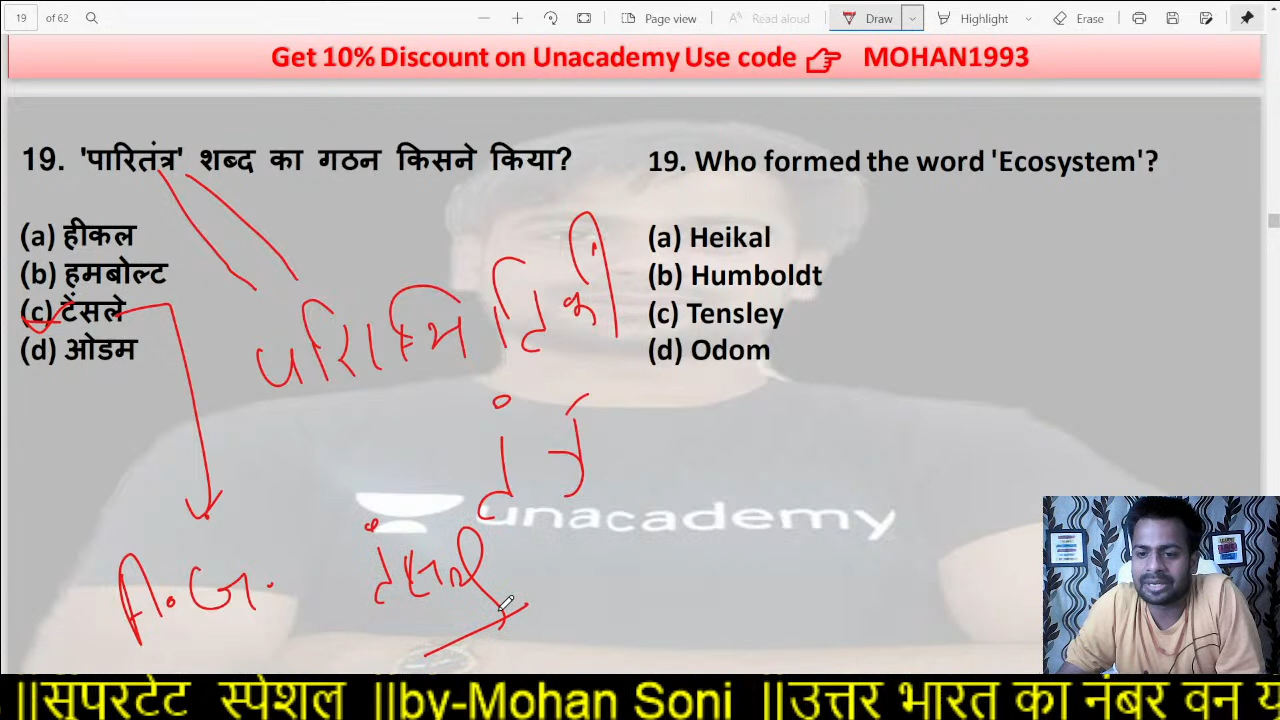 19
of 62
Page view
Read aloud
Draw
Highlight
Erase
Get 10% Discount on Unacademy Use code MOHAN1993
19. 'पारितंत्र' शब्द का गठन किसने किया?
(a) हीकल
(b) हमबोल्ट
(c) टेंसले
(d) ओडम
19. Who formed the word 'Ecosystem'?
(a) Heikal
(b) Humboldt
(c) Tensley
(d) Odom
पारिस्थितिकी
तंत्र
A. G.
unacademy
||सुपरटेट स्पेशल ||by-Mohan Soni ||उत्तर भारत का नंबर वन